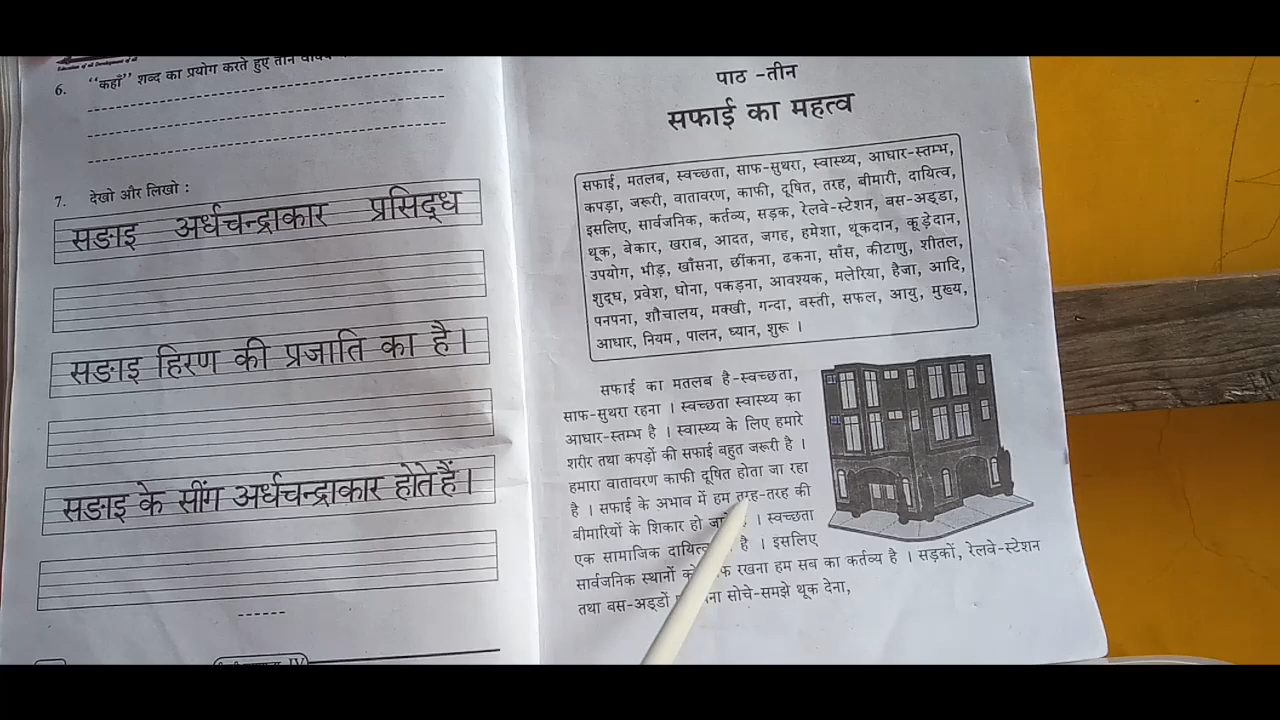 6. "कहाँ" शब्द का प्रयोग करते हुए तीन
7. देखो और लिखो :
सङाइ अर्धचन्द्राकार प्रसिद्ध
सङाइ हिरण की प्रजाति का है।
सङाइ के सींग अर्धचन्द्राकार होते हैं।
IV
पाठ -तीन
सफाई का महत्व
सफाई, मतलब, स्वच्छता, साफ-सुथरा, स्वास्थ्य, आधार-स्तम्भ,
कपड़ा, जरूरी, वातावरण, काफी, दूषित, तरह, बीमारी, दायित्व,
इसलिए, सार्वजनिक, कर्तव्य, सड़क, रेलवे-स्टेशन, बस-अड्डा,
थूक, बेकार, खराब, आदत, जगह, हमेशा, थूकदान, कूड़ेदान,
उपयोग, भीड़, खाँसना, छींकना, ढकना, साँस, कीटाणु, शीतल,
शुद्ध, प्रवेश, धोना, पकड़ना, आवश्यक, मलेरिया, हैजा, आदि,
पनपना, शौचालय, मक्खी, गन्दा, बस्ती, सफल, आयु, मुख्य,
आधार, नियम, पालन, ध्यान, शुरू ।
सफाई का मतलब है-स्वच्छता,
साफ-सुथरा रहना । स्वच्छता स्वास्थ्य का
आधार-स्तम्भ है । स्वास्थ्य के लिए हमारे
शरीर तथा कपड़ों की सफाई बहुत जरूरी है ।
हमारा वातावरण काफी दूषित होता जा रहा
है । सफाई के अभाव में हम तरह-तरह की
बीमारियों के शिकार हो । स्वच्छता
एक सामाजिक है । इसलिए
सार्वजनिक स्थानों रखना हम सब का कर्तव्य है । सड़कों, रेलवे-स्टेशन
तथा बस-अड्डों सोचे-समझे थूक देना,